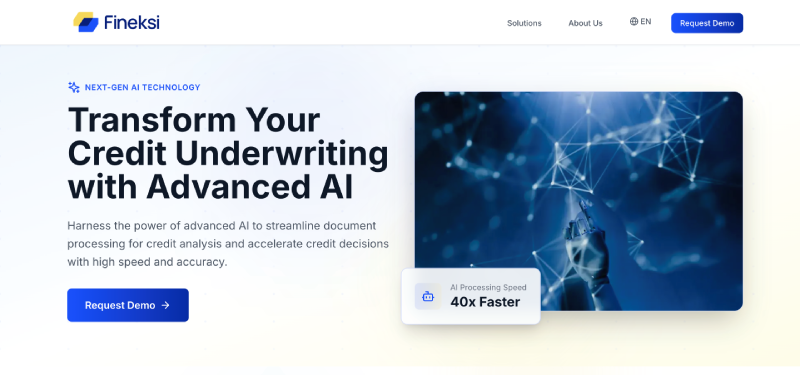 Fineksi
Solutions
About Us
EN
Request Demo
NEXT-GEN AI TECHNOLOGY
Transform Your
Credit Underwriting
with Advanced AI
Harness the power of advanced AI to streamline document
processing for credit analysis and accelerate credit decisions
with high speed and accuracy.
Request Demo →
AI Processing Speed
40x Faster